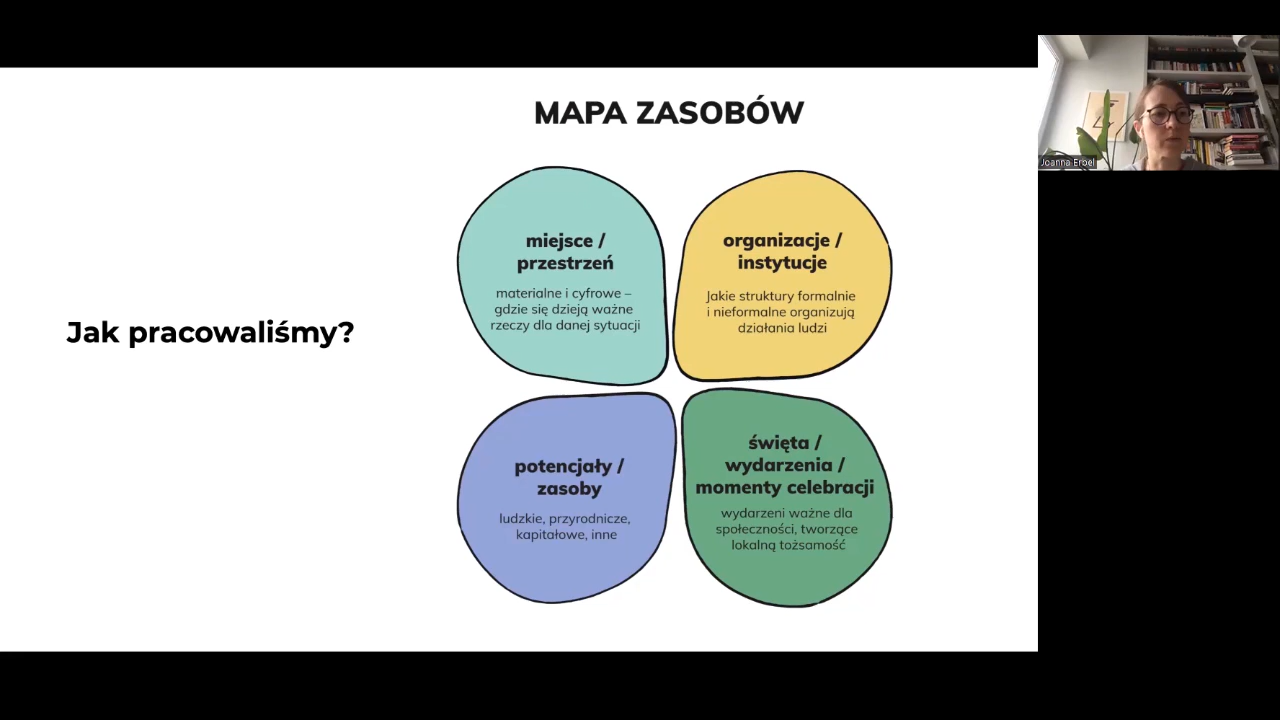 MAPA ZASOBÓW
Jak pracowaliśmy?
miejsce /
przestrzeń
materialne i cyfrowe –
gdzie się dzieją ważne
rzeczy dla danej sytuacji
organizacje /
instytucje
Jakie struktury formalnie
i nieformalne organizują
działania ludzi
potencjały /
zasoby
ludzkie, przyrodnicze,
kapitałowe, inne
święta /
wydarzenia /
momenty celebracji
wydarzeni ważne dla
społeczności, tworzące
lokalną tożsamość
Joanna Erbel